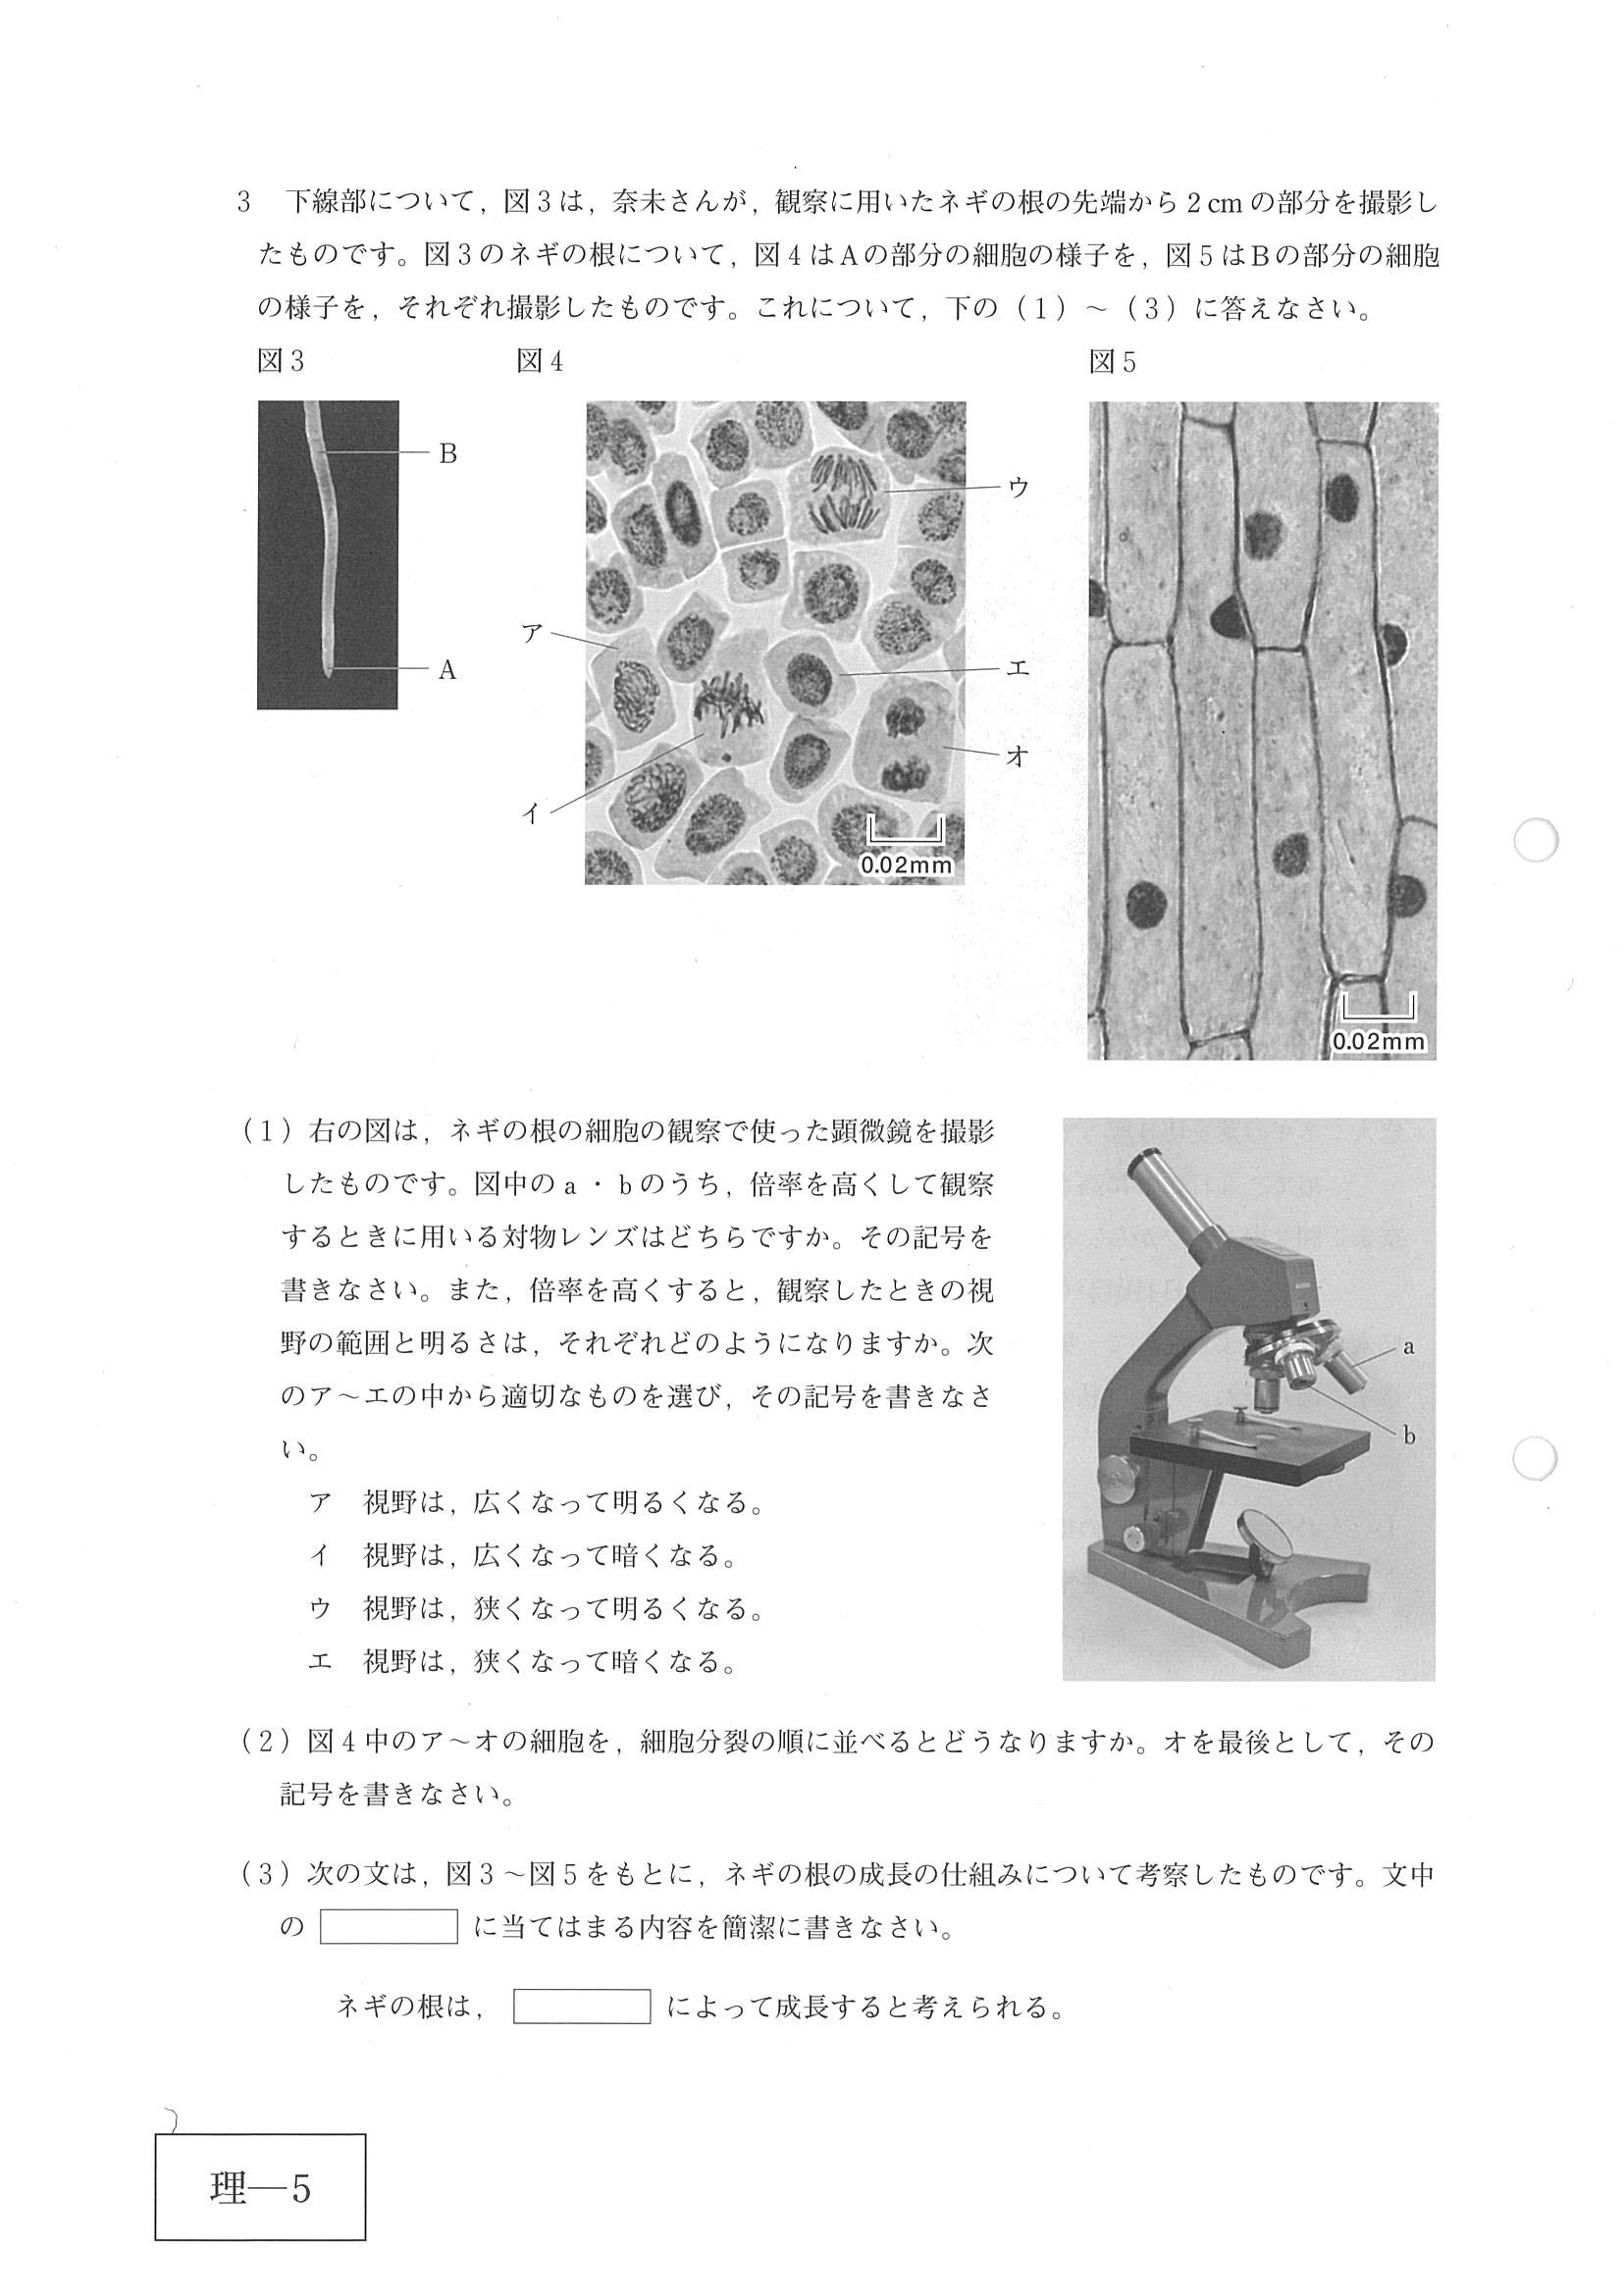 3　下線部について，図3は，奈未さんが，観察に用いたネギの根の先端から2cmの部分を撮影し
たものです。図3のネギの根について，図4はAの部分の細胞の様子を，図5はBの部分の細胞
の様子を，それぞれ撮影したものです。これについて，下の（1）～（3）に答えなさい。
図3
図4
図5
B
A
ア
イ
ウ
エ
オ
0.02mm
0.02mm
（1）右の図は，ネギの根の細胞の観察で使った顕微鏡を撮影
したものです。図中のa・bのうち，倍率を高くして観察
するときに用いる対物レンズはどちらですか。その記号を
書きなさい。また，倍率を高くすると，観察したときの視
野の範囲と明るさは，それぞれどのようになりますか。次
のア～エの中から適切なものを選び，その記号を書きなさ
い。
ア　視野は，広くなって明るくなる。
イ　視野は，広くなって暗くなる。
ウ　視野は，狭くなって明るくなる。
エ　視野は，狭くなって暗くなる。
a
b
（2）図4中のア～オの細胞を，細胞分裂の順に並べるとどうなりますか。オを最後として，その
記号を書きなさい。
（3）次の文は，図3～図5をもとに，ネギの根の成長の仕組みについて考察したものです。文中
の　　　　に当てはまる内容を簡潔に書きなさい。
ネギの根は，　　　　によって成長すると考えられる。
理―5